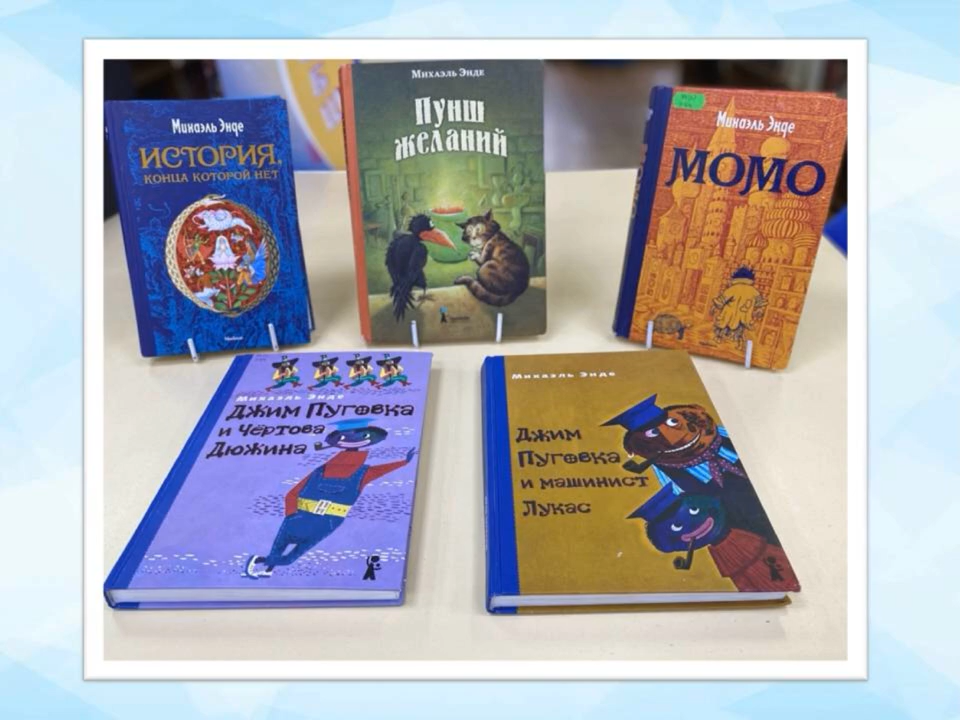 Михаэль Энде
ИСТОРИЯ,
КОНЦА КОТОРОЙ НЕТ
Михаэль Энде
Пунш
желаний
Михаэль Энде
МОМО
Михаэль Энде
Джим Пуговка
и Чёртова
Дюжина
Михаэль Энде
Джим
Пуговка
и машинист
Лукас